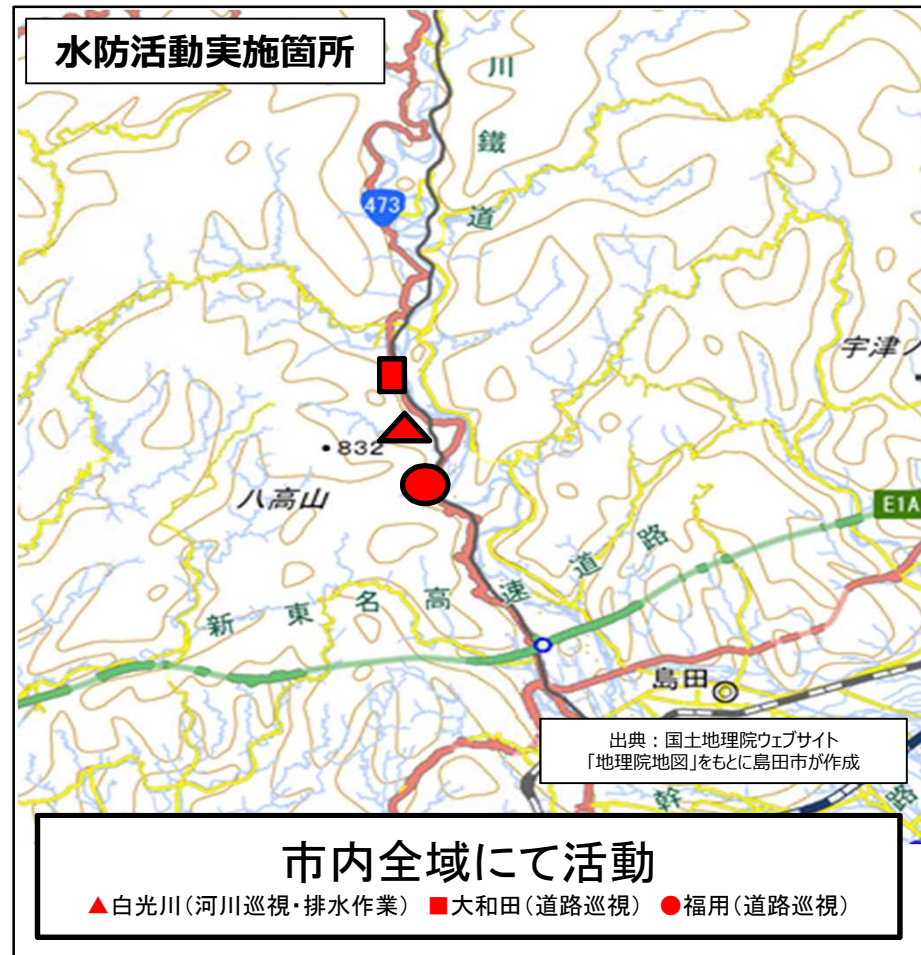 水防活動実施箇所
川
鐵
道
473
宇津ノ
・832
八高山
E1A
新東名高速道路
島田
出典：国土地理院ウェブサイト
「地理院地図」をもとに島田市が作成
幹
路
市内全域にて活動
▲白光川（河川巡視・排水作業） ■大和田（道路巡視） ●福用（道路巡視）